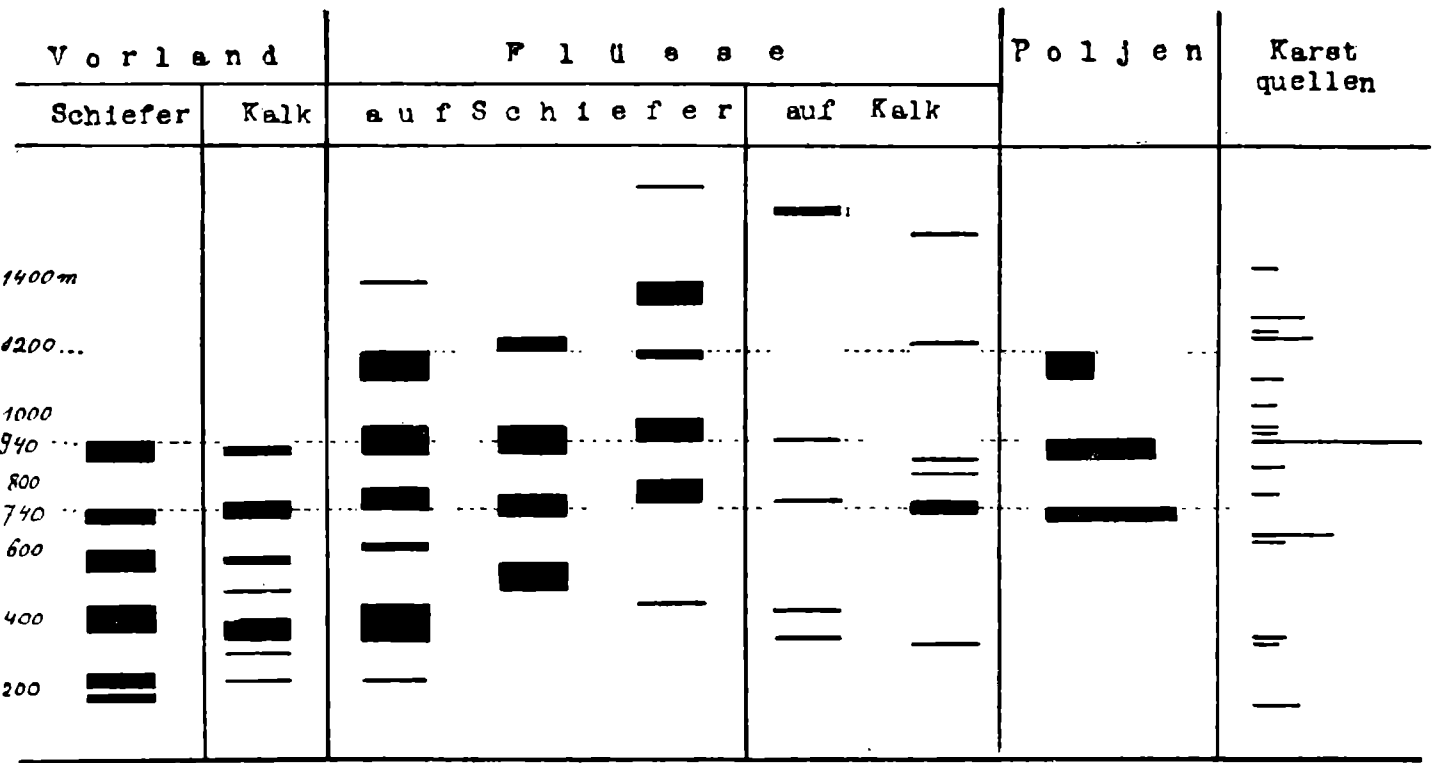 Vorland
Flüsse
Poljen
Karst
quellen
Schiefer
Kalk
auf Schiefer
auf Kalk
1400m
1200...
1000
940
800
740
600
400
200